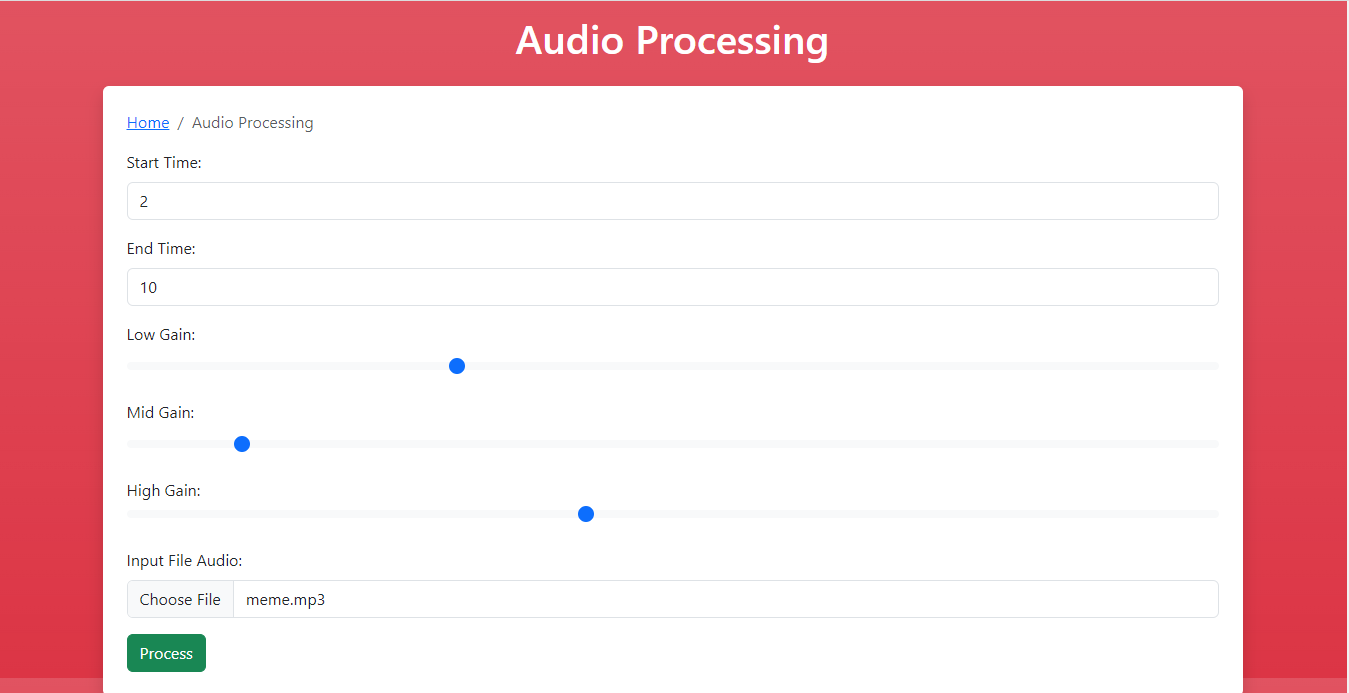 Audio Processing
Home / Audio Processing
Start Time:
2
End Time:
10
Low Gain:
Mid Gain:
High Gain:
Input File Audio:
Choose File meme.mp3
Process